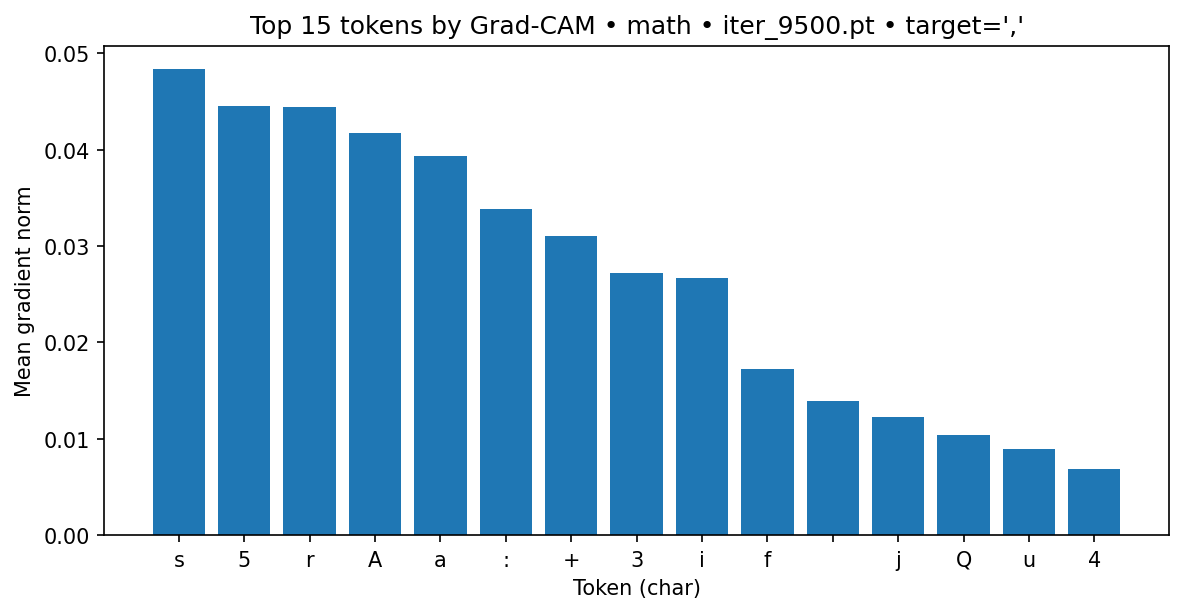 Top 15 tokens by Grad-CAM • math • iter_9500.pt • target=','
Mean gradient norm
0.05
0.04
0.03
0.02
0.01
0.00
s 5 r A a : + 3 i f j Q u 4
Token (char)